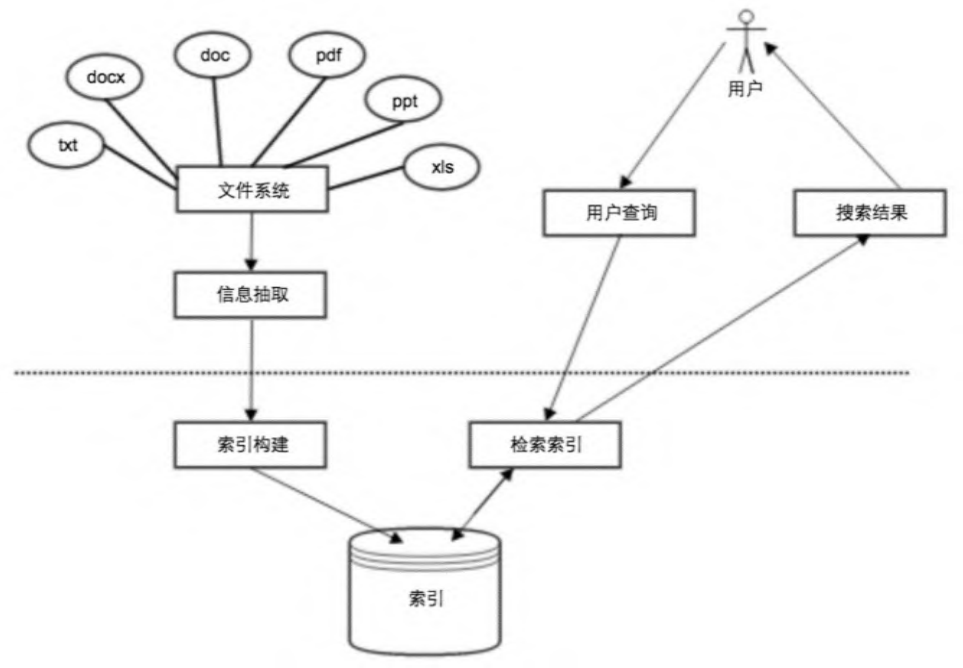 doc
pdf
docx
ppt
txt
xls
文件系统
信息抽取
索引构建
用户
用户查询
搜索结果
检索索引
索引